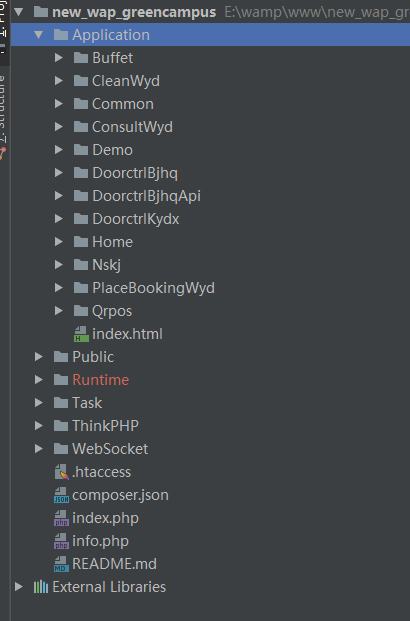 new_wap_greencampus E:\wamp\www\new_wap_gr
Application
Buffet
CleanWyd
Common
ConsultWyd
Demo
DoorctrlBjhq
DoorctrlBjhqApi
DoorctrlKydx
Home
Nskj
PlaceBookingWyd
Qrpos
index.html
Public
Runtime
Task
ThinkPHP
WebSocket
.htaccess
composer.json
index.php
info.php
README.md
External Libraries
Z: Structure